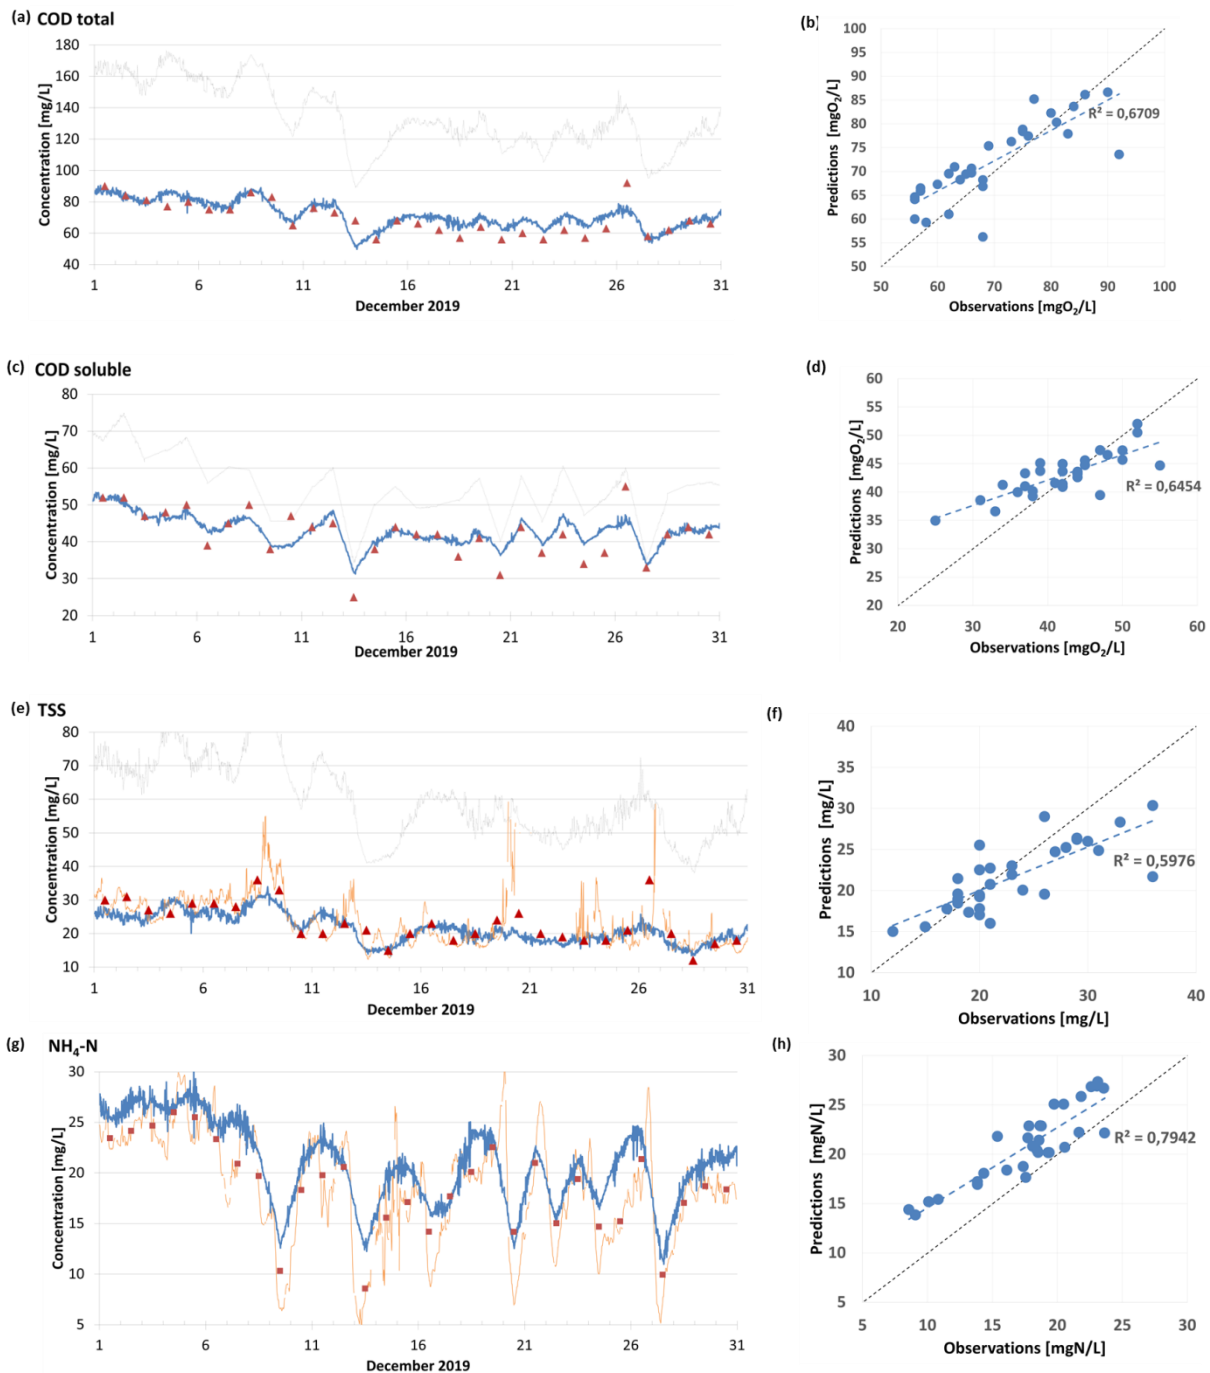 (a) COD total
Concentration [mg/L]
180
160
140
120
100
80
60
40
1 6 11 16 21 26 31
December 2019
(b)
Predictions [mgO₂/L]
100
95
90
85
80
75
70
65
60
55
50
R² = 0,6709
50 60 70 80 90 100
Observations [mgO₂/L]
(c) COD soluble
Concentration [mg/L]
80
70
60
50
40
30
20
1 6 11 16 21 26 31
December 2019
(d)
Predictions [mgO₂/L]
60
55
50
45
40
35
30
25
20
R² = 0,6454
20 30 40 50 60
Observations [mgO₂/L]
(e) TSS
Concentration [mg/L]
80
70
60
50
40
30
20
10
1 6 11 16 21 26 31
December 2019
(f)
Predictions [mg/L]
40
35
30
25
20
15
10
R² = 0,5976
10 20 30 40
Observations [mg/L]
(g) NH₄-N
Concentration [mg/L]
30
25
20
15
10
5
1 6 11 16 21 26 31
December 2019
(h)
Predictions [mgN/L]
30
25
20
15
10
5
R² = 0,7942
5 10 15 20 25 30
Observations [mgN/L]